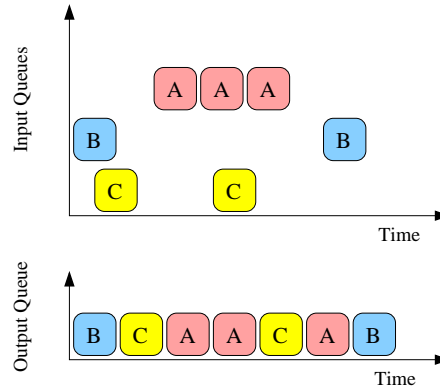 Input Queues
A A A
B B
C C
Time
Output Queue
B C A A C A B
Time